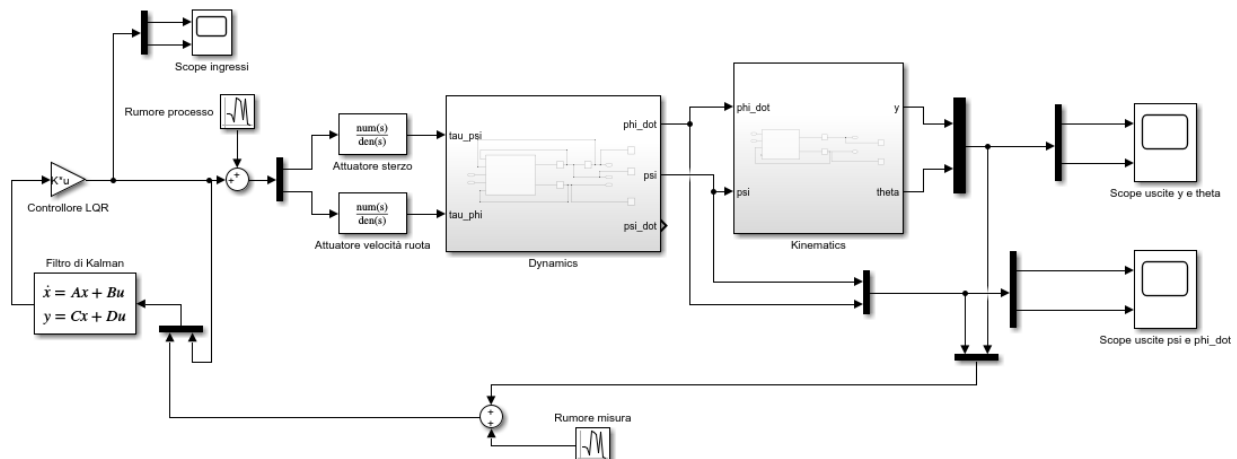 Scope ingressi
Rumore processo
num(s)
den(s)
Attuatore sterzo
K*u
Controllore LQR
num(s)
den(s)
Attuatore velocità ruota
Filtro di Kalman
ẋ = Ax + Bu
y = Cx + Du
tau_psi
tau_phi
phi_dot
psi
psi_dot
Dynamics
phi_dot
psi
y
theta
Kinematics
Scope uscite y e theta
Scope uscite psi e phi_dot
Rumore misura